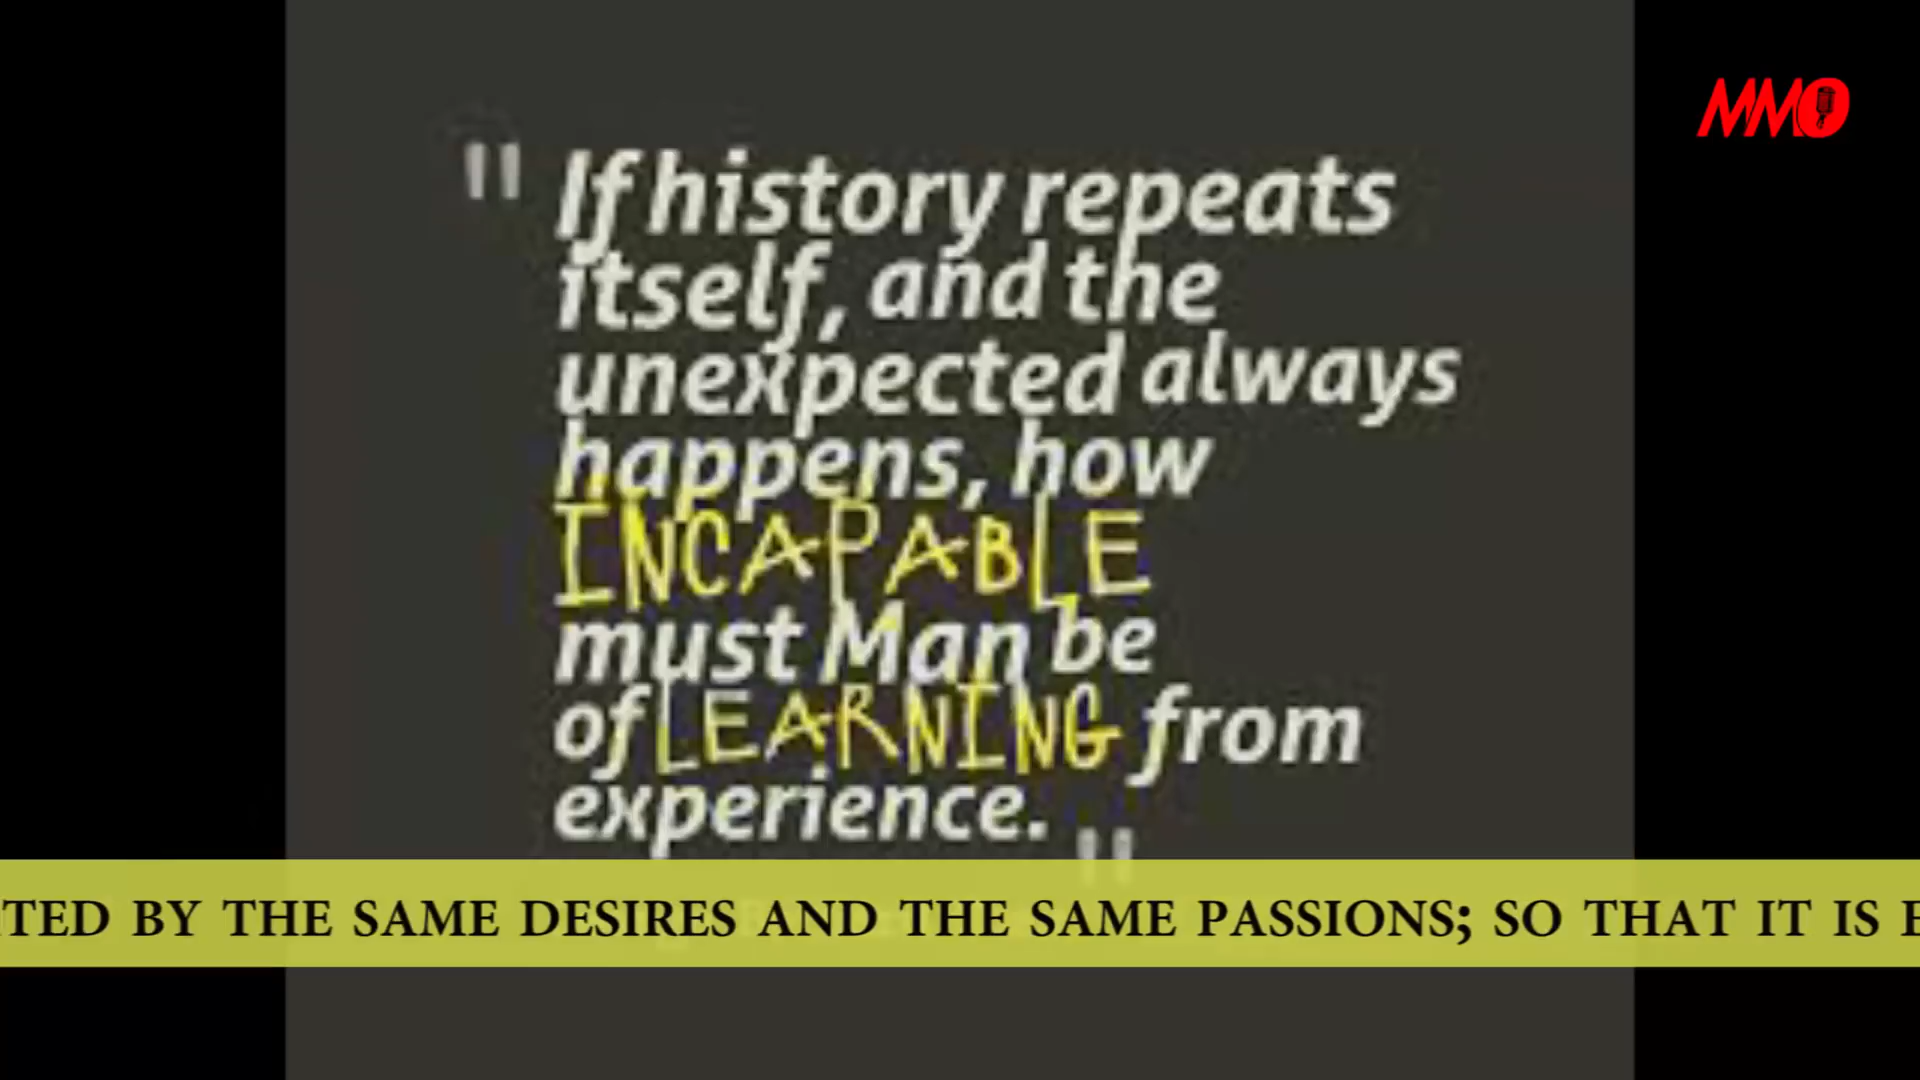 MMO
" If history repeats
itself, and the
unexpected always
happens, how
INCAPABLE
must Man be
of LEARNING from
experience. "
BY THE SAME DESIRES AND THE SAME PASSIONS; SO THAT IT IS